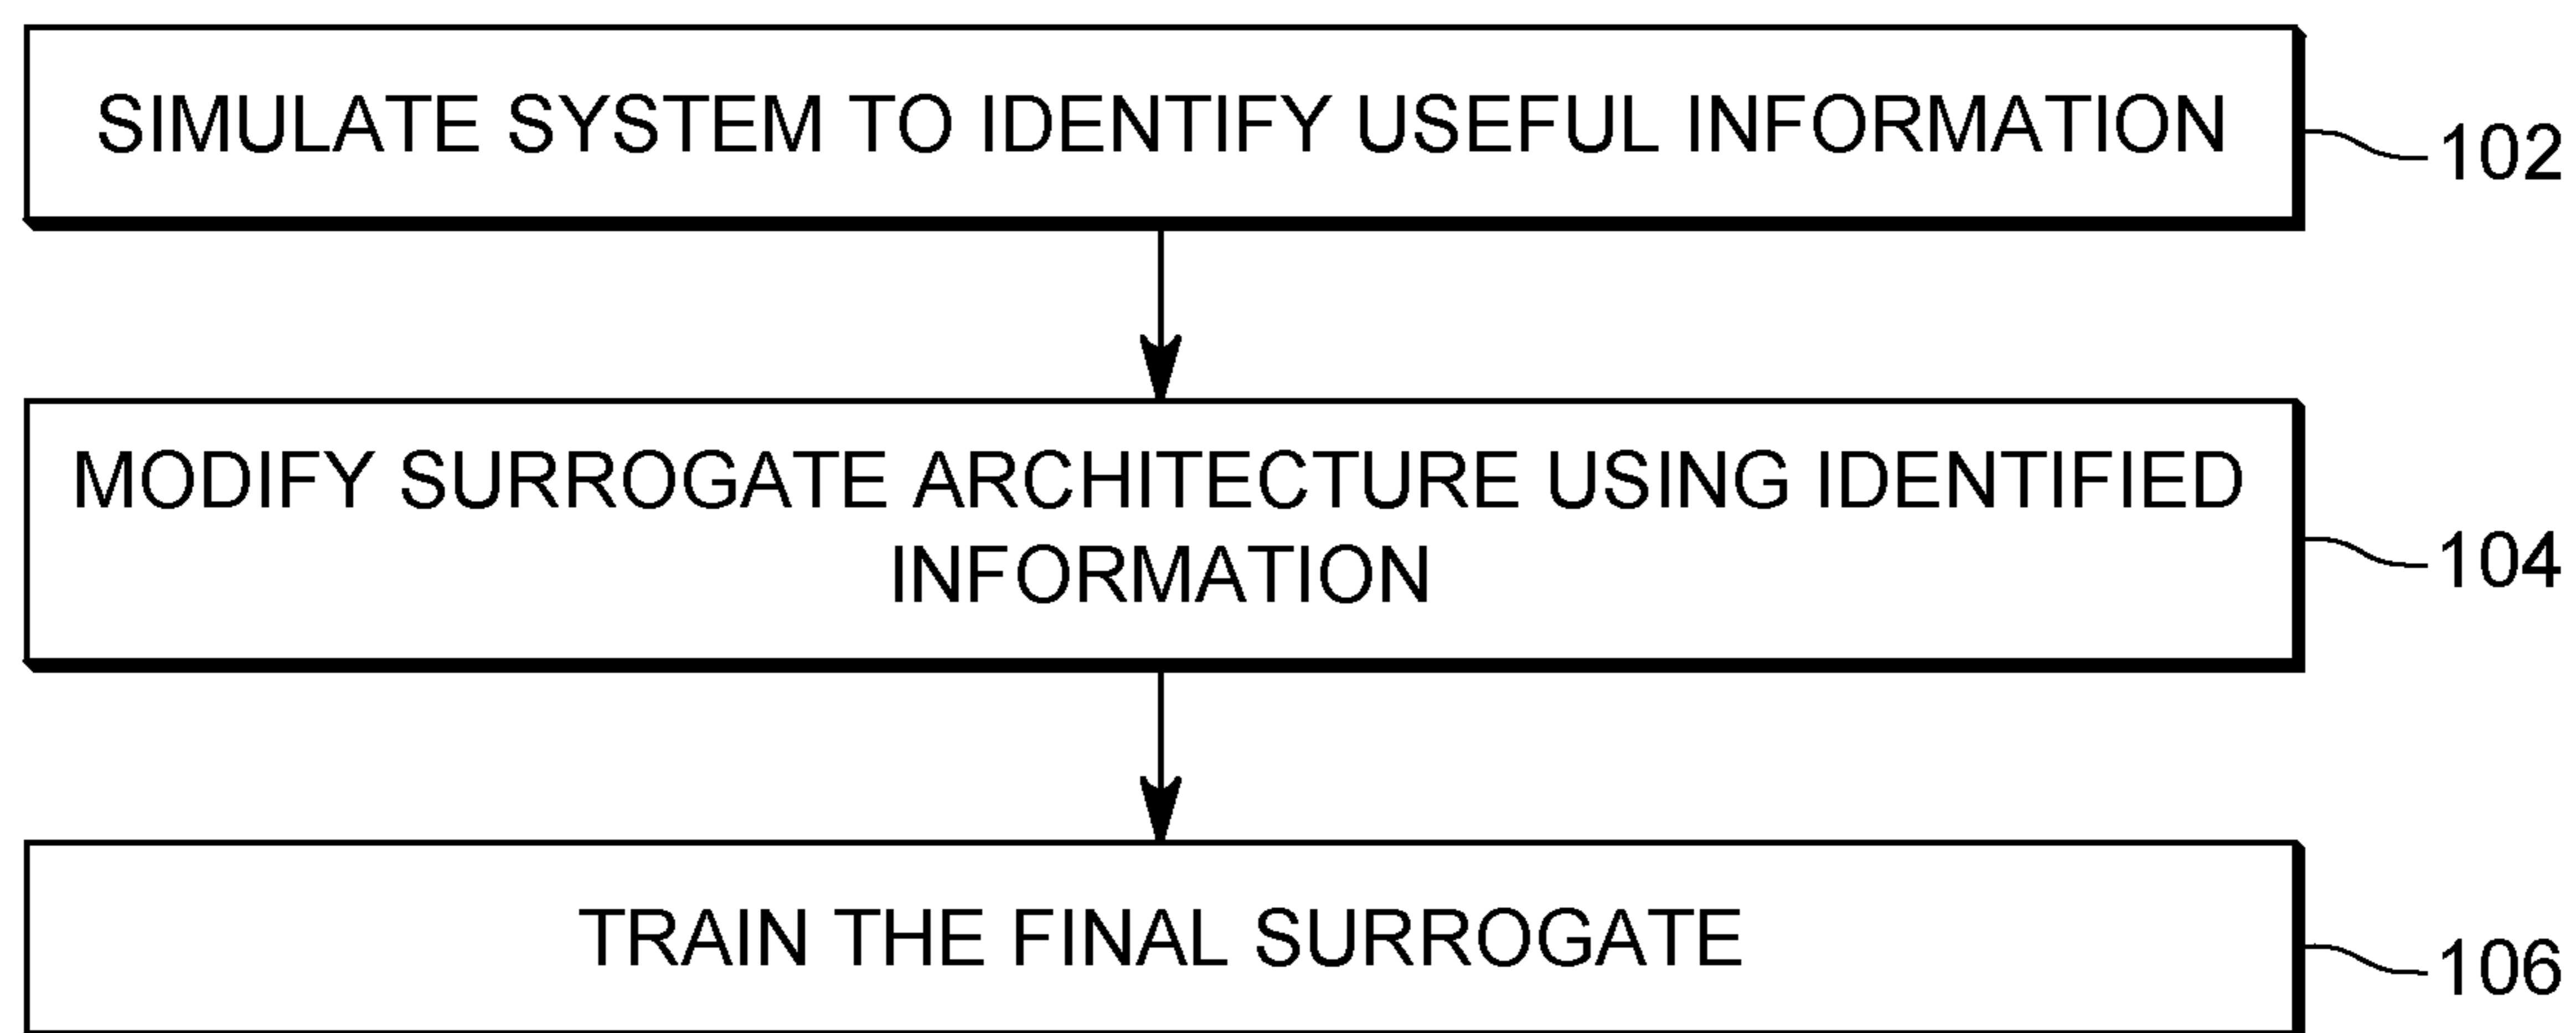 SIMULATE SYSTEM TO IDENTIFY USEFUL INFORMATION
102
MODIFY SURROGATE ARCHITECTURE USING IDENTIFIED
INFORMATION
104
TRAIN THE FINAL SURROGATE
106